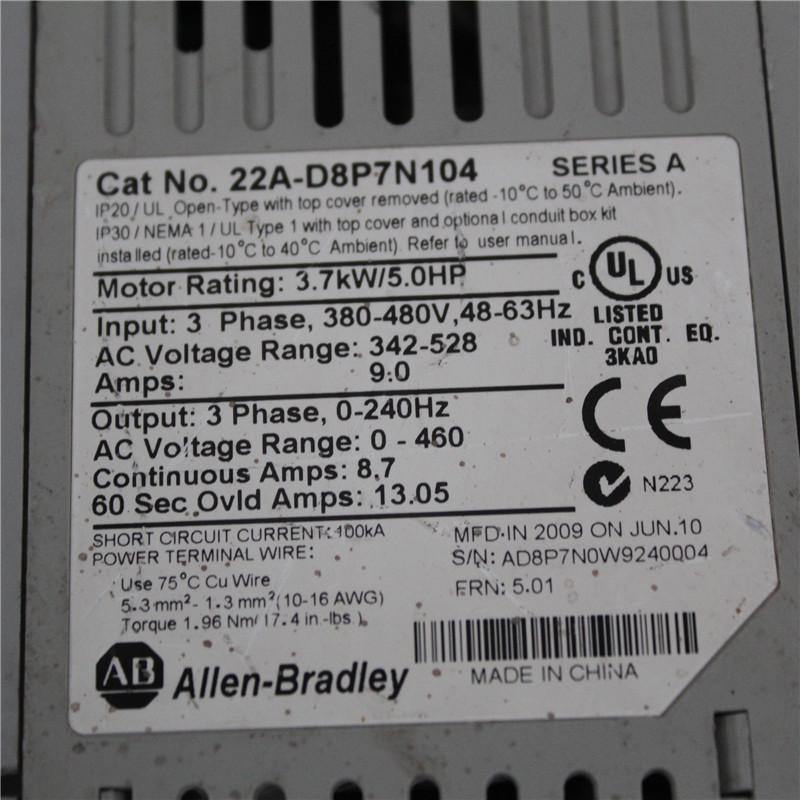 Cat No. 22A-D8P7N104 SERIES A
IP20/UL Open-Type with top cover removed (rated -10°C to 50°C Ambient).
IP30/NEMA 1/UL Type 1 with top cover and optional conduit box kit
installed (rated-10°C to 40°C Ambient). Refer to user manual.
Motor Rating: 3.7kW/5.0HP
C UL US
LISTED
IND. CONT. EQ.
3KA0
Input: 3 Phase, 380-480V,48-63Hz
AC Voltage Range: 342-528
Amps: 9.0
Output: 3 Phase, 0-240Hz
AC Voltage Range: 0 - 460
Continuous Amps: 8.7
60 Sec Ovld Amps: 13.05
CE
N223
SHORT CIRCUIT CURRENT: 100kA
POWER TERMINAL WIRE:
Use 75°C Cu Wire
5.3 mm² - 1.3 mm² (10-16 AWG)
Torque 1.96 Nm/ 17.4 in.-lbs.)
MFD·IN 2009 ON JUN.10
S/N: AD8P7N0W9240004
FRN: 5.01
AB Allen-Bradley
MADE IN CHINA